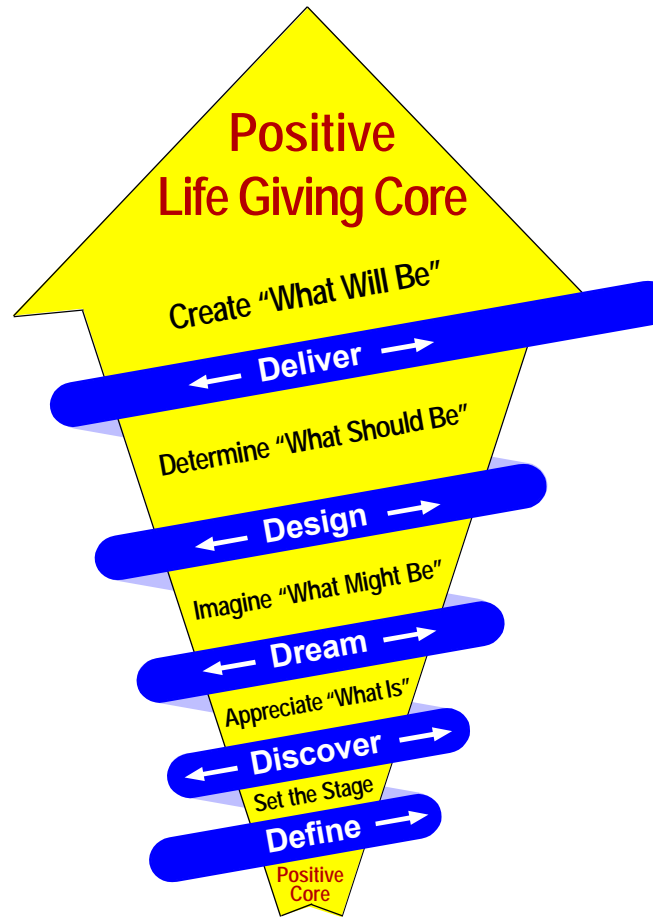 Positive
Life Giving Core
Create “What Will Be”
Deliver
Determine “What Should Be”
Design
Imagine “What Might Be”
Dream
Appreciate “What Is”
Discover
Set the Stage
Define
Positive
Core